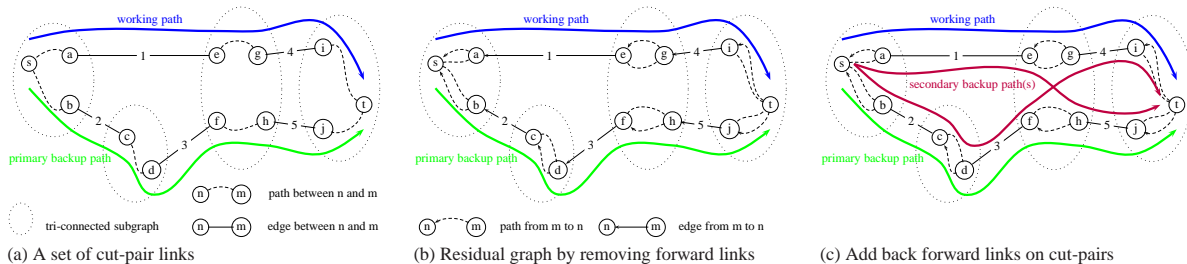 working path
s
a
1
e
g
4
i
b
2
c
d
3
f
h
5
j
t
primary backup path
n m path between n and m
tri-connected subgraph
n m edge between n and m
(a) A set of cut-pair links
working path
s
a
1
e
g
4
i
b
2
c
d
3
f
h
5
j
t
primary backup path
n m path from m to n
n m edge from m to n
(b) Residual graph by removing forward links
working path
s
a
1
e
g
4
i
secondary backup path(s)
b
2
c
d
3
f
h
5
j
t
primary backup path
(c) Add back forward links on cut-pairs